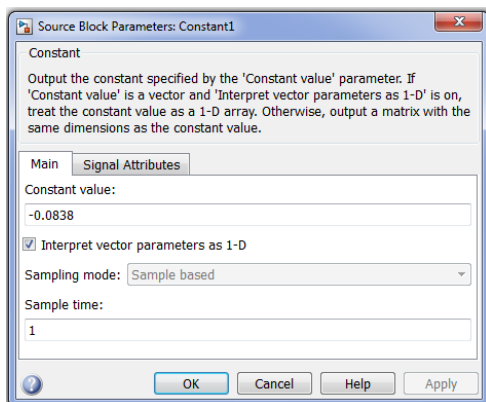 Source Block Parameters: Constant1
Constant
Output the constant specified by the 'Constant value' parameter. If
'Constant value' is a vector and 'Interpret vector parameters as 1-D' is on,
treat the constant value as a 1-D array. Otherwise, output a matrix with the
same dimensions as the constant value.
Main Signal Attributes
Constant value:
-0.0838
Interpret vector parameters as 1-D
Sampling mode: Sample based
Sample time:
1
? OK Cancel Help Apply